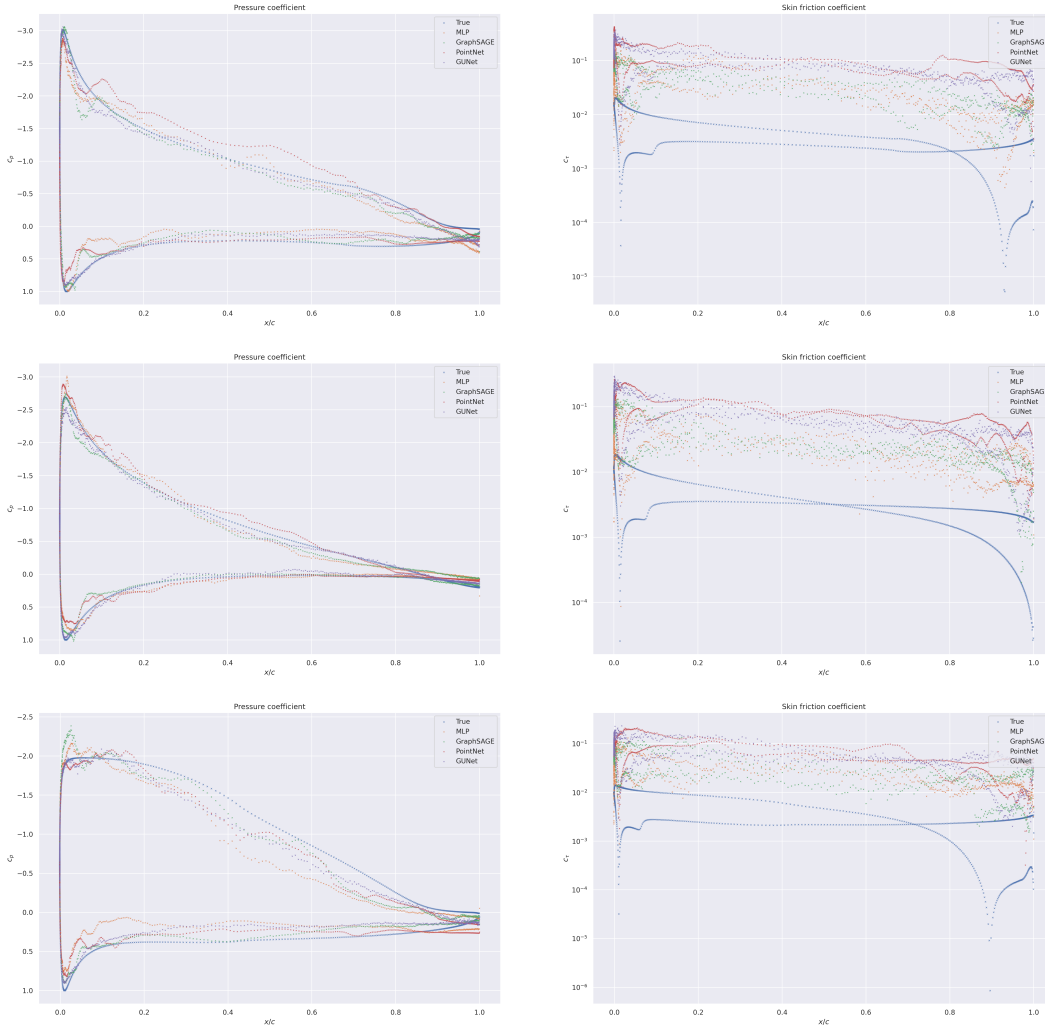 Pressure coefficient
−3.0
−2.5
−2.0
−1.5
−1.0
−0.5
0.0
0.5
1.0
cₚ
0.0 0.2 0.4 0.6 0.8 1.0
x/c
True
MLP
GraphSAGE
PointNet
GUNet
Skin friction coefficient
10⁻¹
10⁻²
10⁻³
10⁻⁴
10⁻⁵
c_τ
0.0 0.2 0.4 0.6 0.8 1.0
x/c
True
MLP
GraphSAG
PointNet
GUNet
Pressure coefficient
−3.0
−2.5
−2.0
−1.5
−1.0
−0.5
0.0
0.5
1.0
cₚ
0.0 0.2 0.4 0.6 0.8 1.0
x/c
True
MLP
GraphSAGE
PointNet
GUNet
Skin friction coefficient
10⁻¹
10⁻²
10⁻³
10⁻⁴
c_τ
0.0 0.2 0.4 0.6 0.8 1.0
x/c
True
MLP
GraphSAG
PointNet
GUNet
Pressure coefficient
−2.5
−2.0
−1.5
−1.0
−0.5
0.0
0.5
1.0
cₚ
0.0 0.2 0.4 0.6 0.8 1.0
x/c
True
MLP
GraphSAGE
PointNet
GUNet
Skin friction coefficient
10⁻¹
10⁻²
10⁻³
10⁻⁴
10⁻⁵
10⁻⁶
c_τ
0.0 0.2 0.4 0.6 0.8 1.0
x/c
True
MLP
GraphSAG
PointNet
GUNet